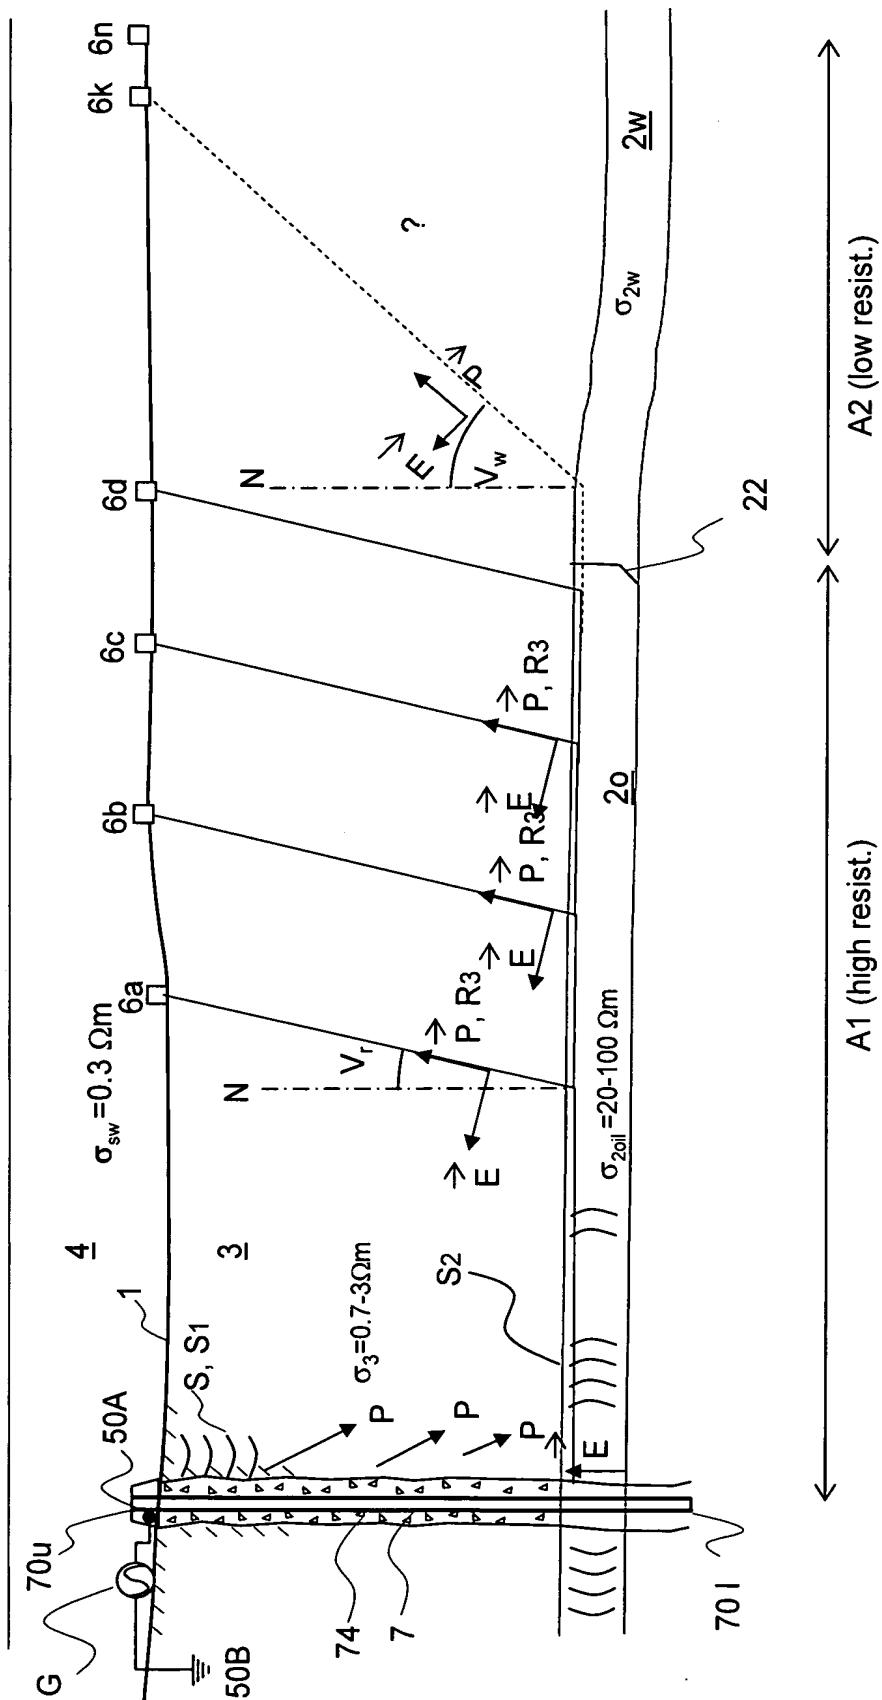 G
50B
70u
50A
1
4
σsw =0.3 Ωm
6a
6b
6c
6d
6k
6n
S, S1
3
N
Vr
P, R3
E
P, R3
E
P, R3
E
N
Vw
E
P
?
σ3=0.7-3Ωm
P
P
P
S2
E
74
7
70 l
σ2oil =20-100 Ωm
2o
22
σ2w
2w
A1 (high resist.)
A2 (low resist.)